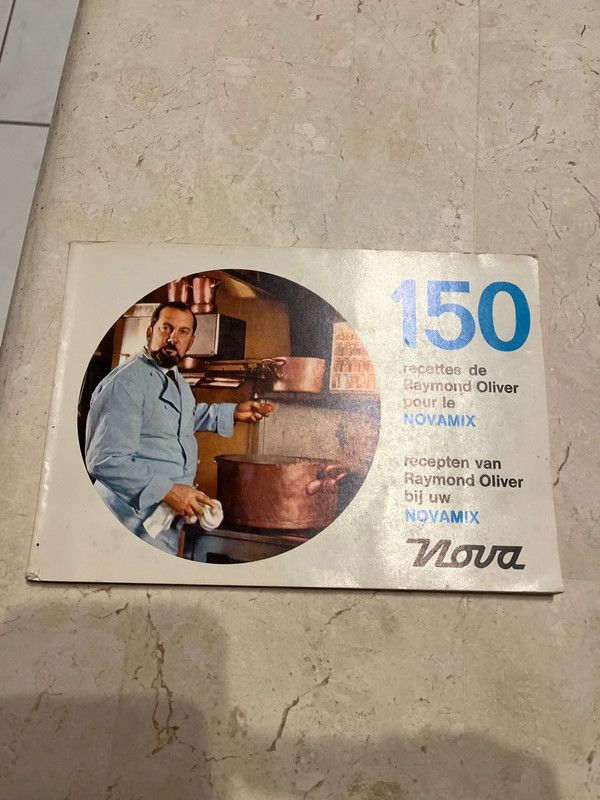 150
recettes de
Raymond Oliver
pour le
NOVAMIX
recepten van
Raymond Oliver
bij uw
NOVAMIX
Nova